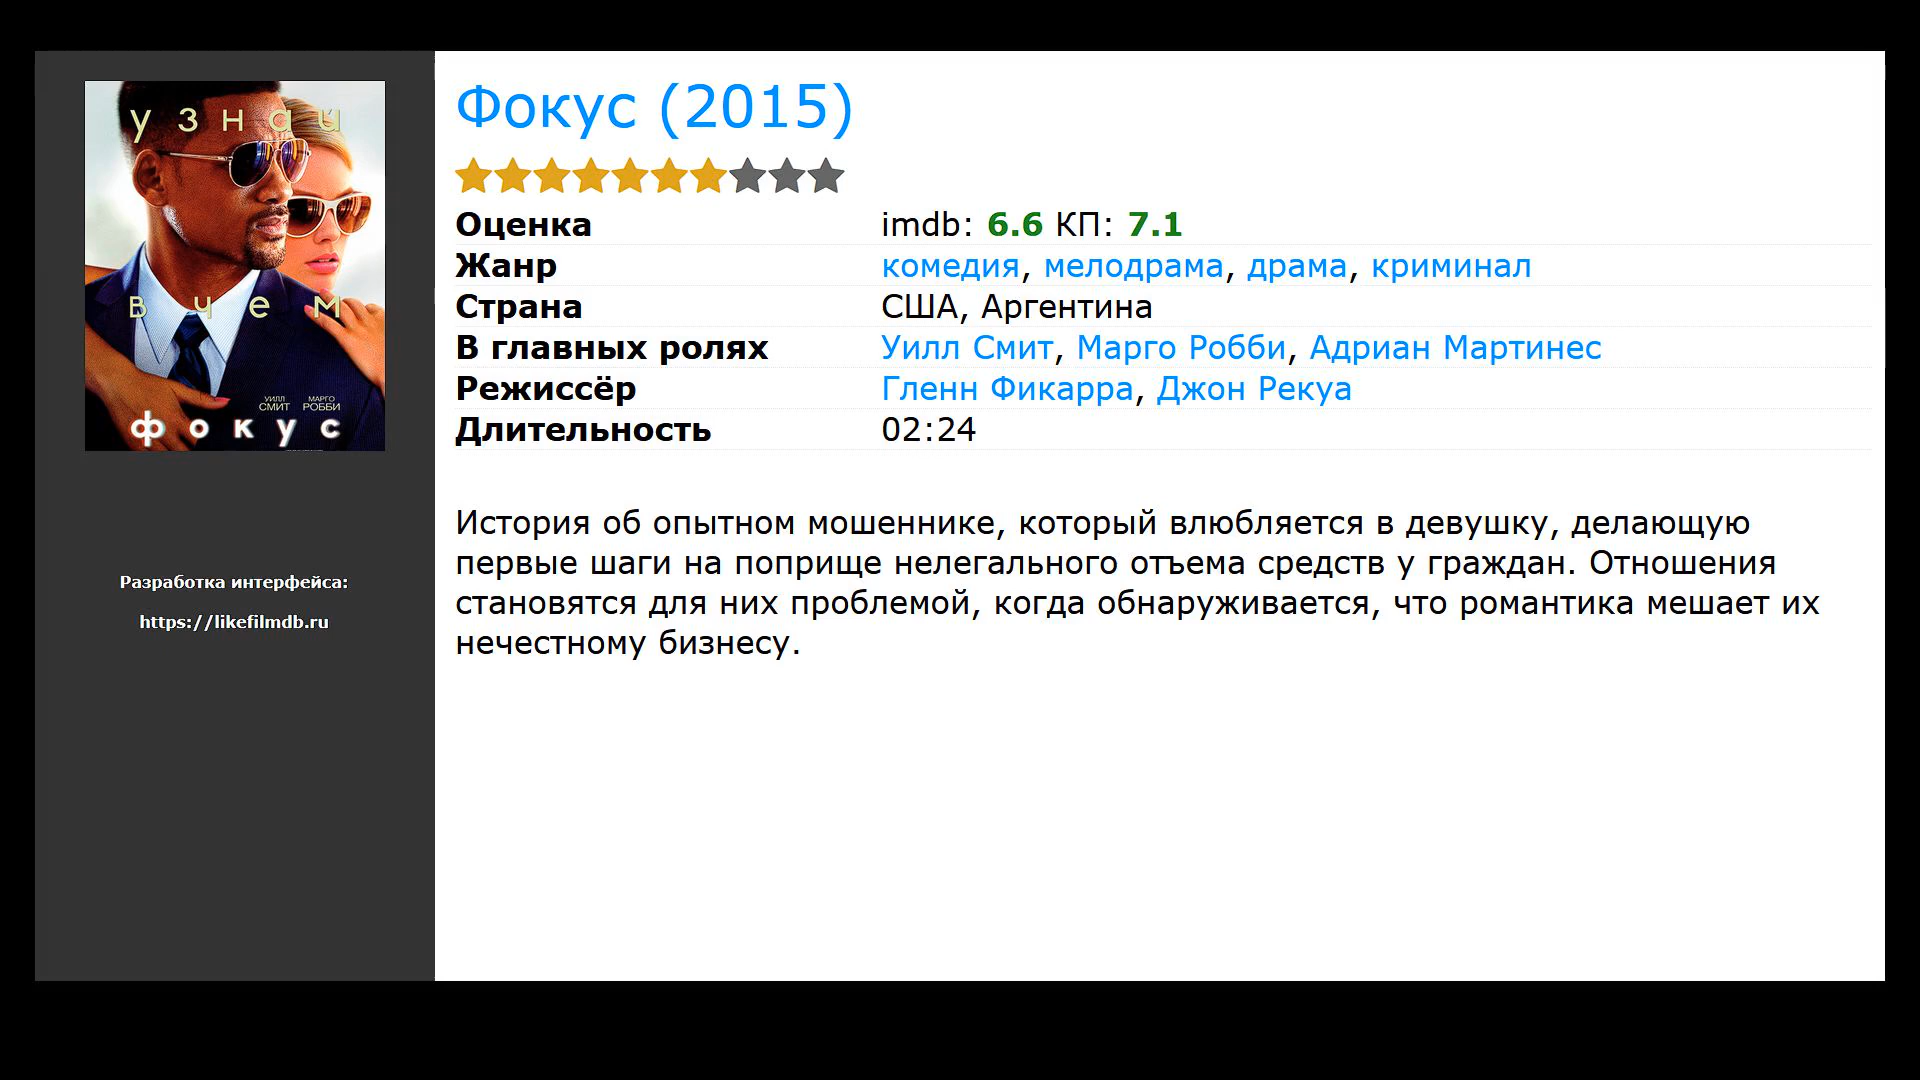 узнай
в чем
УИЛЛ СМИТ МАРГО РОББИ
фокус
Разработка интерфейса:
https://likefilmdb.ru
Фокус (2015)
Оценка imdb: 6.6 КП: 7.1
Жанр комедия, мелодрама, драма, криминал
Страна США, Аргентина
В главных ролях Уилл Смит, Марго Робби, Адриан Мартинес
Режиссёр Гленн Фикарра, Джон Рекуа
Длительность 02:24
История об опытном мошеннике, который влюбляется в девушку, делающую
первые шаги на поприще нелегального отъема средств у граждан. Отношения
становятся для них проблемой, когда обнаруживается, что романтика мешает их
нечестному бизнесу.